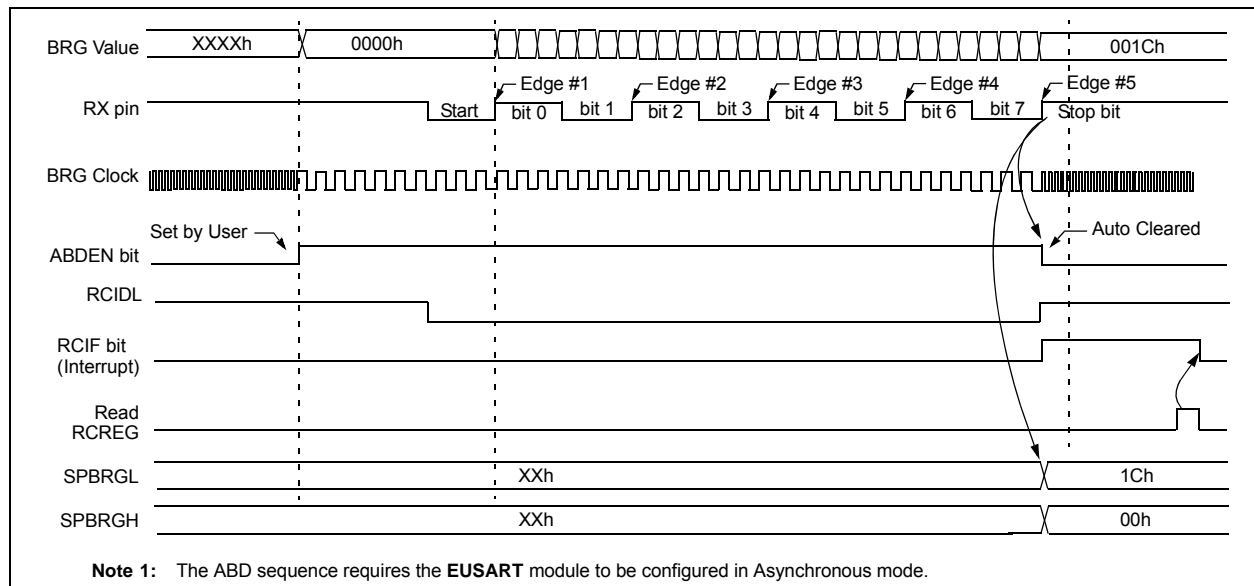 BRG Value XXXXh 0000h 001Ch
Edge #1 Edge #2 Edge #3 Edge #4 Edge #5
RX pin Start bit 0 bit 1 bit 2 bit 3 bit 4 bit 5 bit 6 bit 7 Stop bit
BRG Clock
Set by User Auto Cleared
ABDEN bit
RCIDL
RCIF bit
(Interrupt)
Read
RCREG
SPBRGL XXh 1Ch
SPBRGH XXh 00h
Note 1: The ABD sequence requires the EUSART module to be configured in Asynchronous mode.